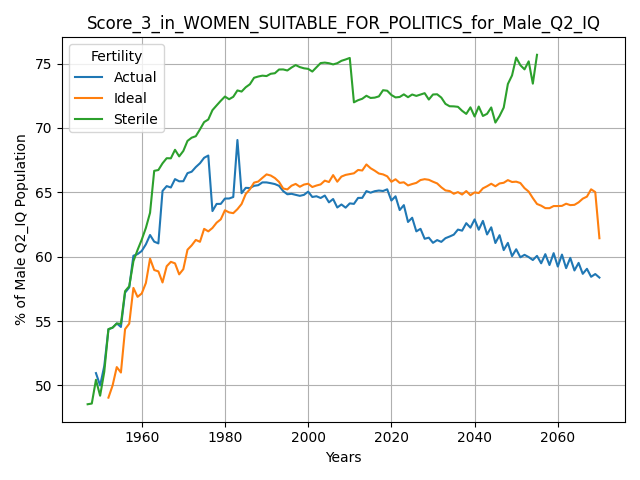 Score_3_in_WOMEN_SUITABLE_FOR_POLITICS_for_Male_Q2_IQ
Fertility
Actual
Ideal
Sterile
75
70
65
60
55
50
% of Male Q2_IQ Population
1960
1980
2000
2020
2040
2060
Years